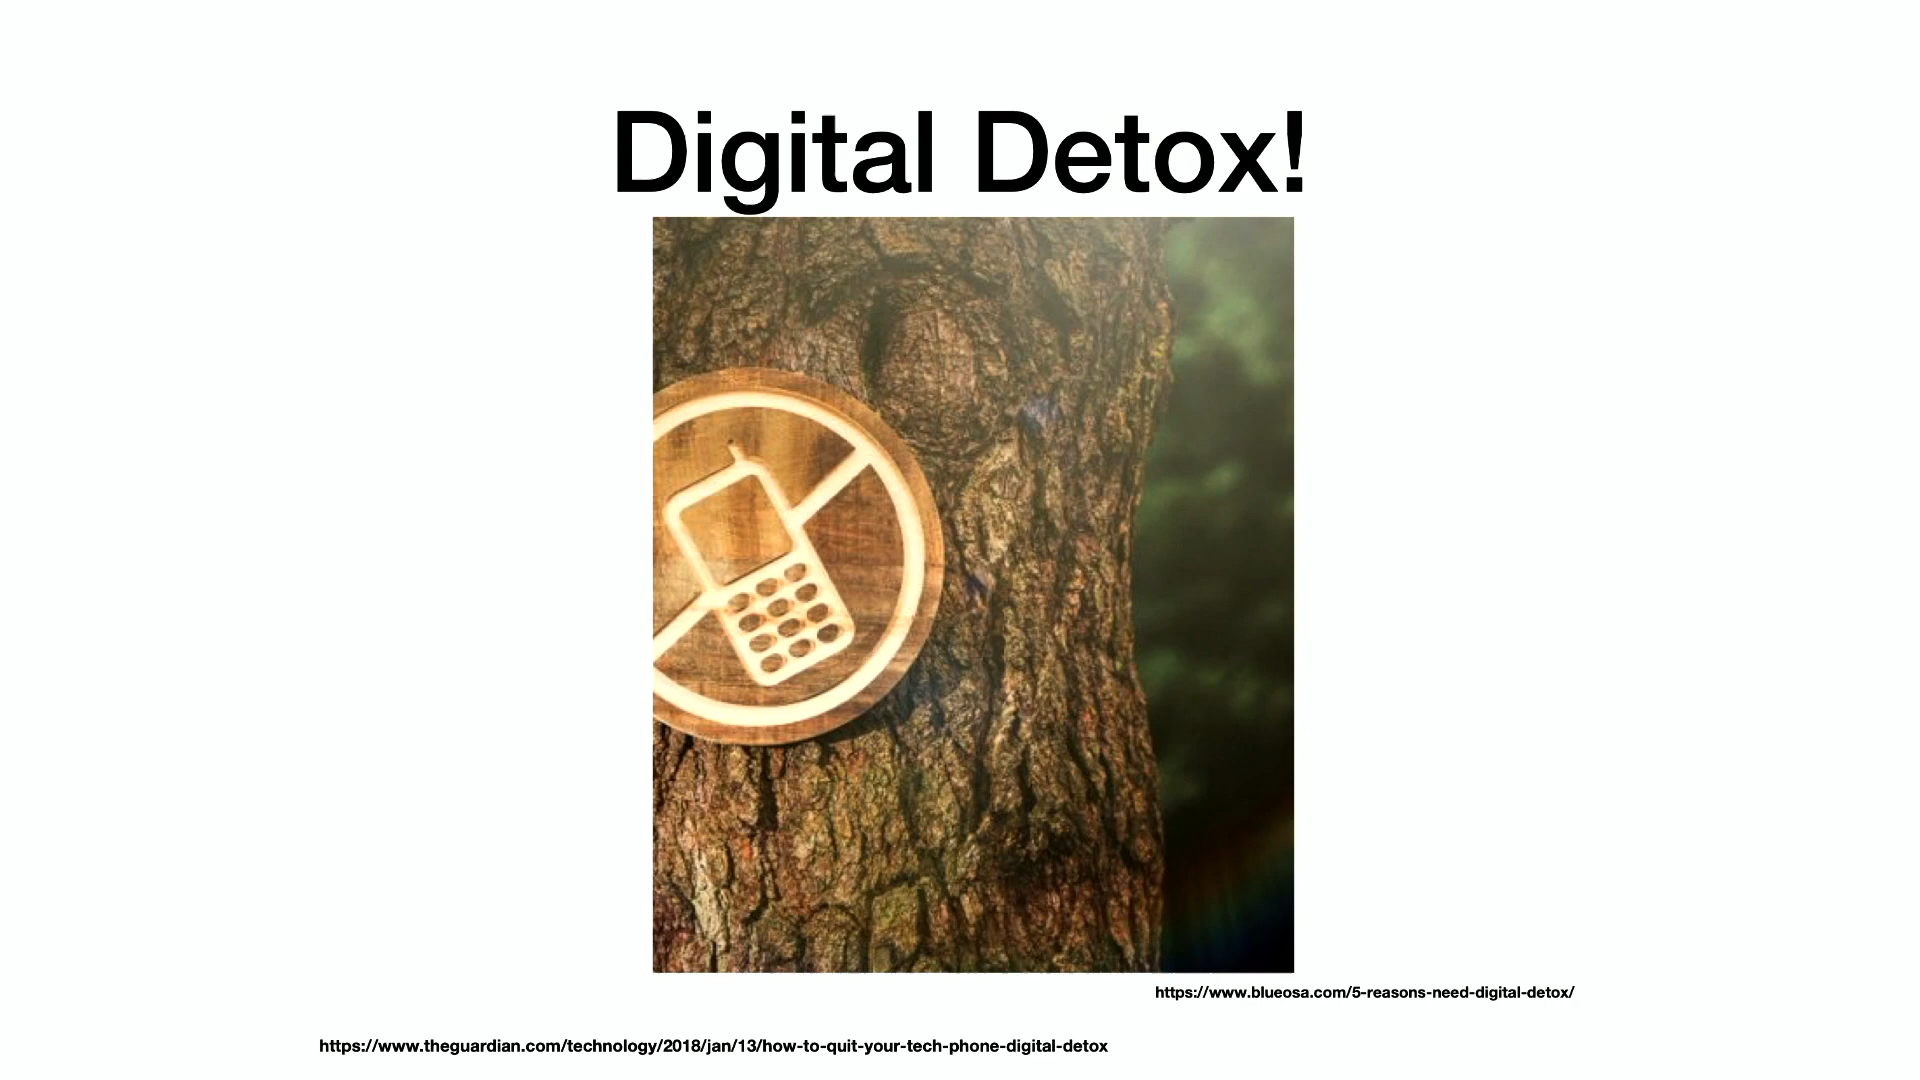 Digital Detox!
https://www.blueosa.com/5-reasons-need-digital-detox/
https://www.theguardian.com/technology/2018/jan/13/how-to-quit-your-tech-phone-digital-detox